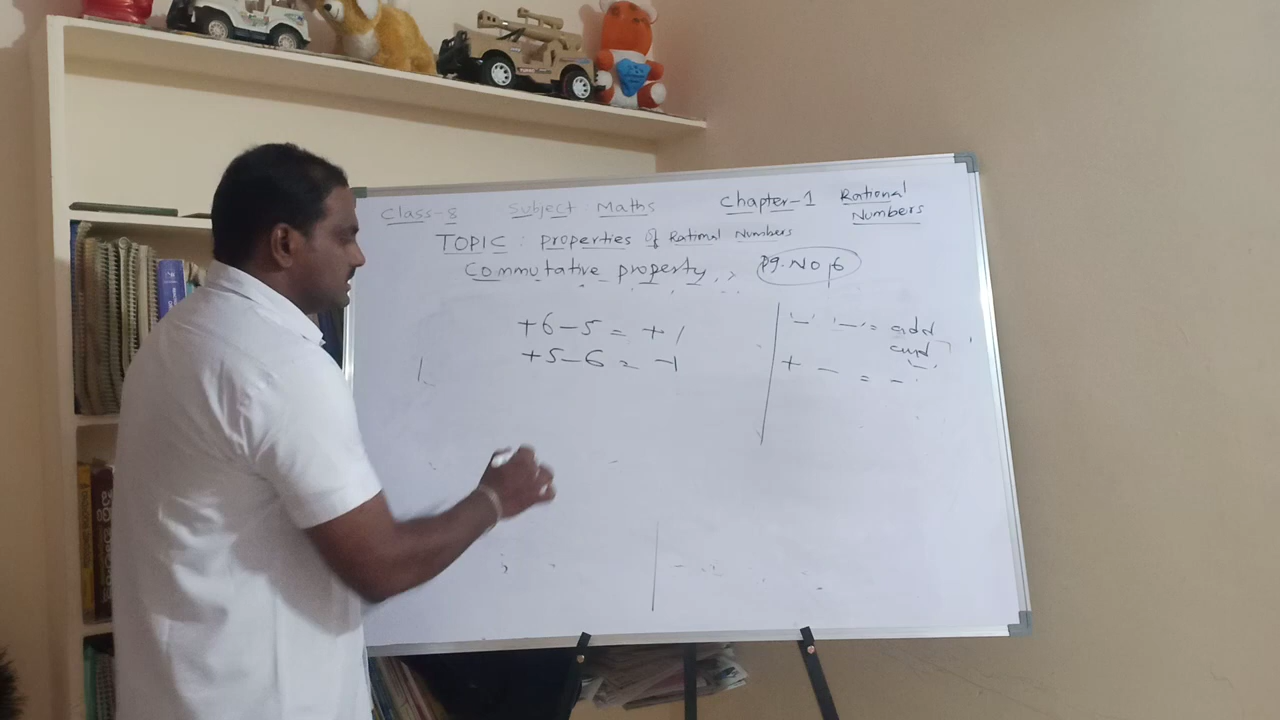 Class-8 Subject Maths Chapter-1 Rational Numbers
TOPIC : Properties of Rational Numbers
Commutative property Pg.No,6
+6-5 = +1
+5-6 = -1
'-' '-' = add and '-'
+ - = -